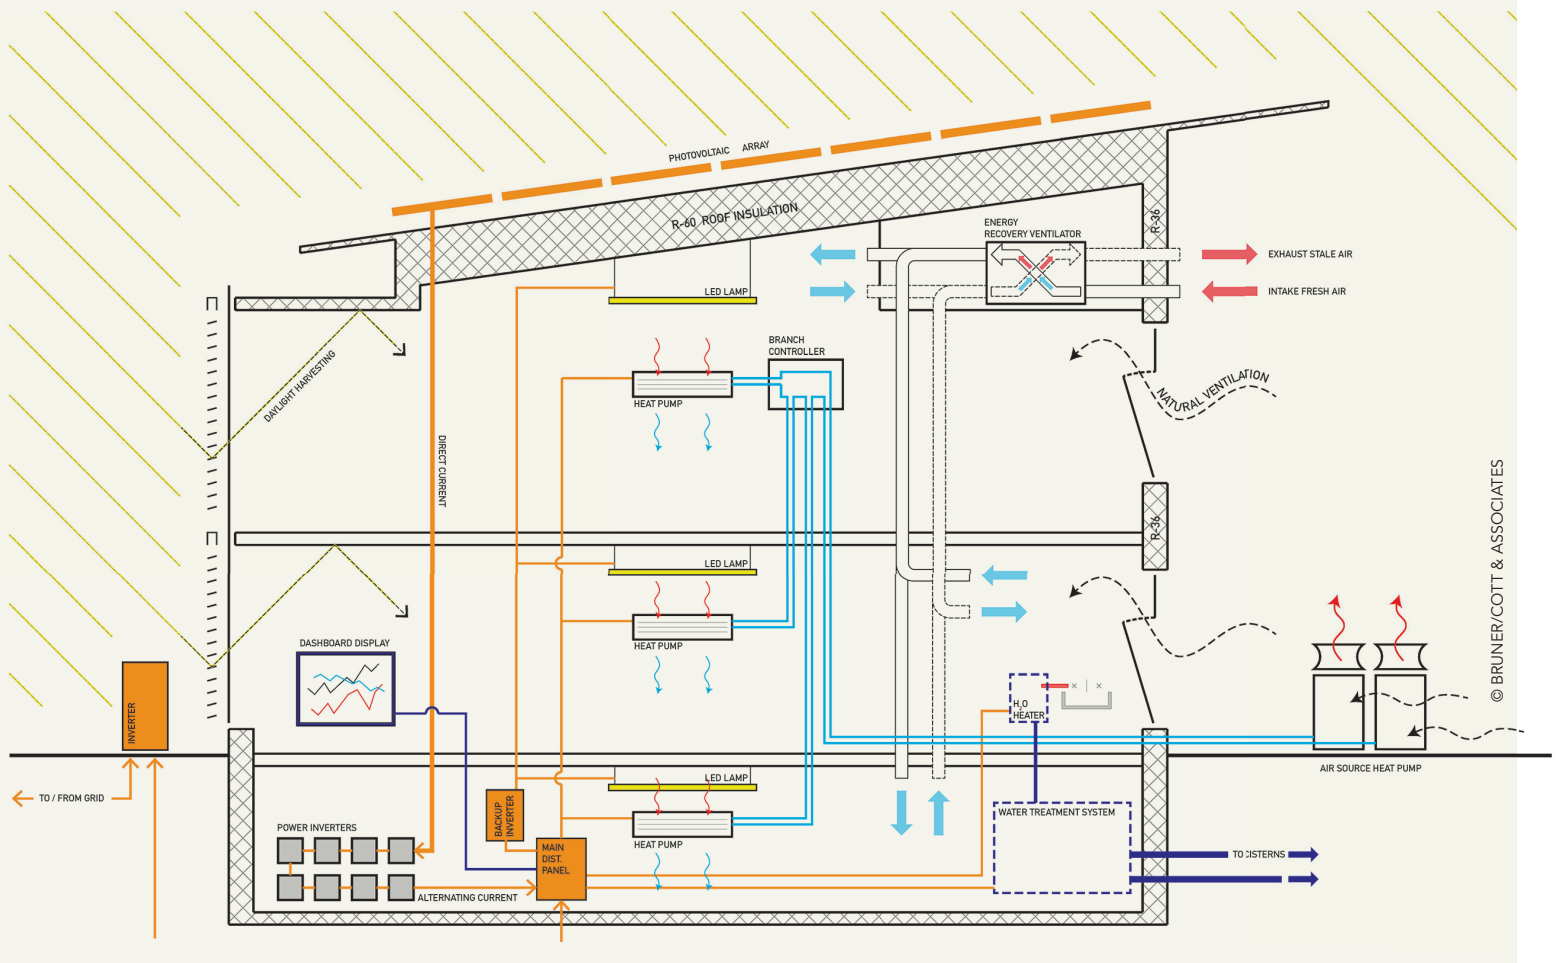 PHOTOVOLTAIC ARRAY
R-60 ROOF INSULATION
R-36
ENERGY
RECOVERY VENTILATOR
EXHAUST STALE AIR
INTAKE FRESH AIR
LED LAMP
BRANCH
CONTROLLER
DAYLIGHT HARVESTING
HEAT PUMP
NATURAL VENTILATION
DIRECT CURRENT
© BRUNER/COTT & ASSOCIATES
R-36
LED LAMP
DASHBOARD DISPLAY
HEAT PUMP
INVERTER
H2O
HEATER
AIR SOURCE HEAT PUMP
LED LAMP
TO / FROM GRID
BACKUP
INVERTER
WATER TREATMENT SYSTEM
POWER INVERTERS
HEAT PUMP
MAIN
DIST.
PANEL
TO CISTERNS
ALTERNATING CURRENT